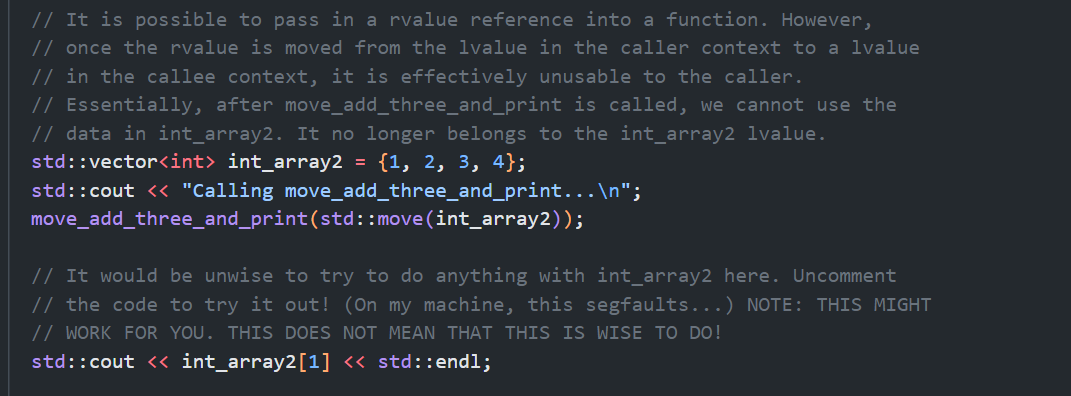 // It is possible to pass in a rvalue reference into a function. However,
// once the rvalue is moved from the lvalue in the caller context to a lvalue
// in the callee context, it is effectively unusable to the caller.
// Essentially, after move_add_three_and_print is called, we cannot use the
// data in int_array2. It no longer belongs to the int_array2 lvalue.
std::vector<int> int_array2 = {1, 2, 3, 4};
std::cout << "Calling move_add_three_and_print...\n";
move_add_three_and_print(std::move(int_array2));
// It would be unwise to try to do anything with int_array2 here. Uncomment
// the code to try it out! (On my machine, this segfaults...) NOTE: THIS MIGHT
// WORK FOR YOU. THIS DOES NOT MEAN THAT THIS IS WISE TO DO!
std::cout << int_array2[1] << std::endl;